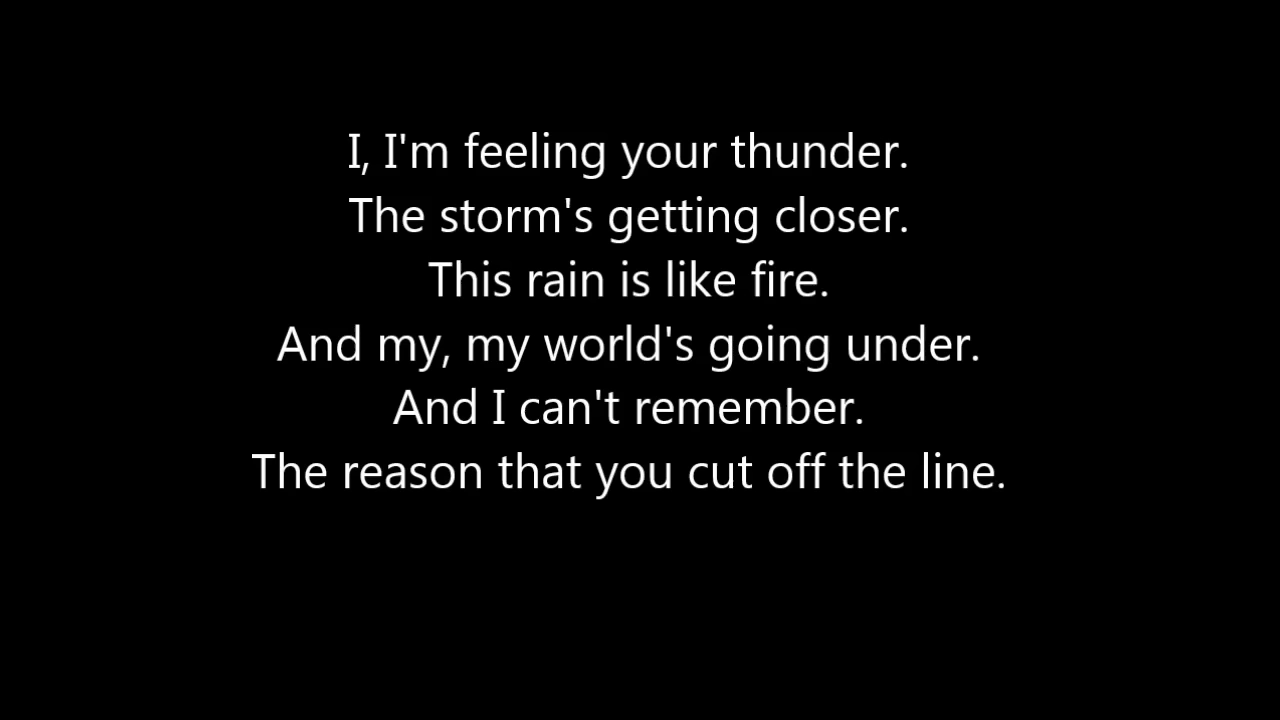 I, I'm feeling your thunder.
The storm's getting closer.
This rain is like fire.
And my, my world's going under.
And I can't remember.
The reason that you cut off the line.